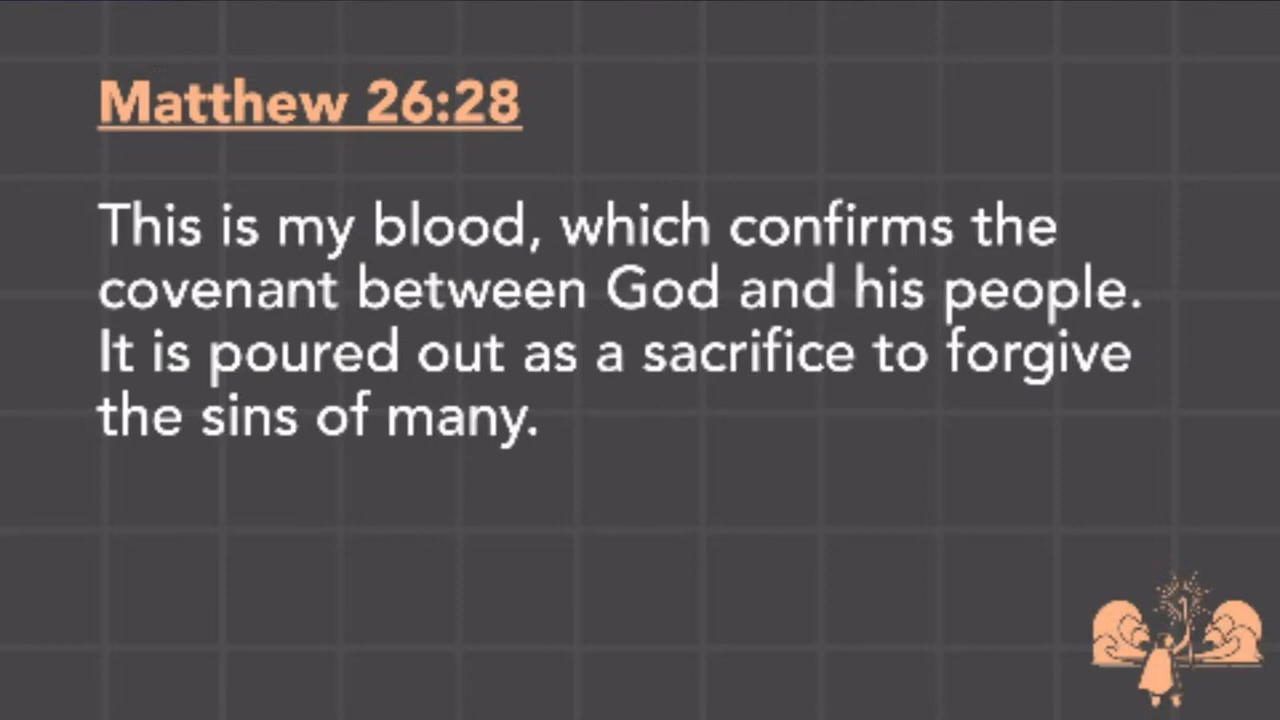 Matthew 26:28
This is my blood, which confirms the
covenant between God and his people.
It is poured out as a sacrifice to forgive
the sins of many.